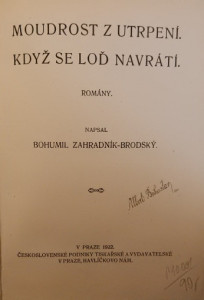 MOUDROST Z UTRPENÍ.
KDYŽ SE LOĎ NAVRÁTÍ.
ROMÁNY.
NAPSAL
BOHUMIL ZAHRADNÍK-BRODSKÝ.
V PRAZE 1922.
ČESKOSLOVENSKÉ PODNIKY TISKAŘSKÉ A VYDAVATELSKÉ
V PRAZE, HAVLÍČKOVO NÁM.